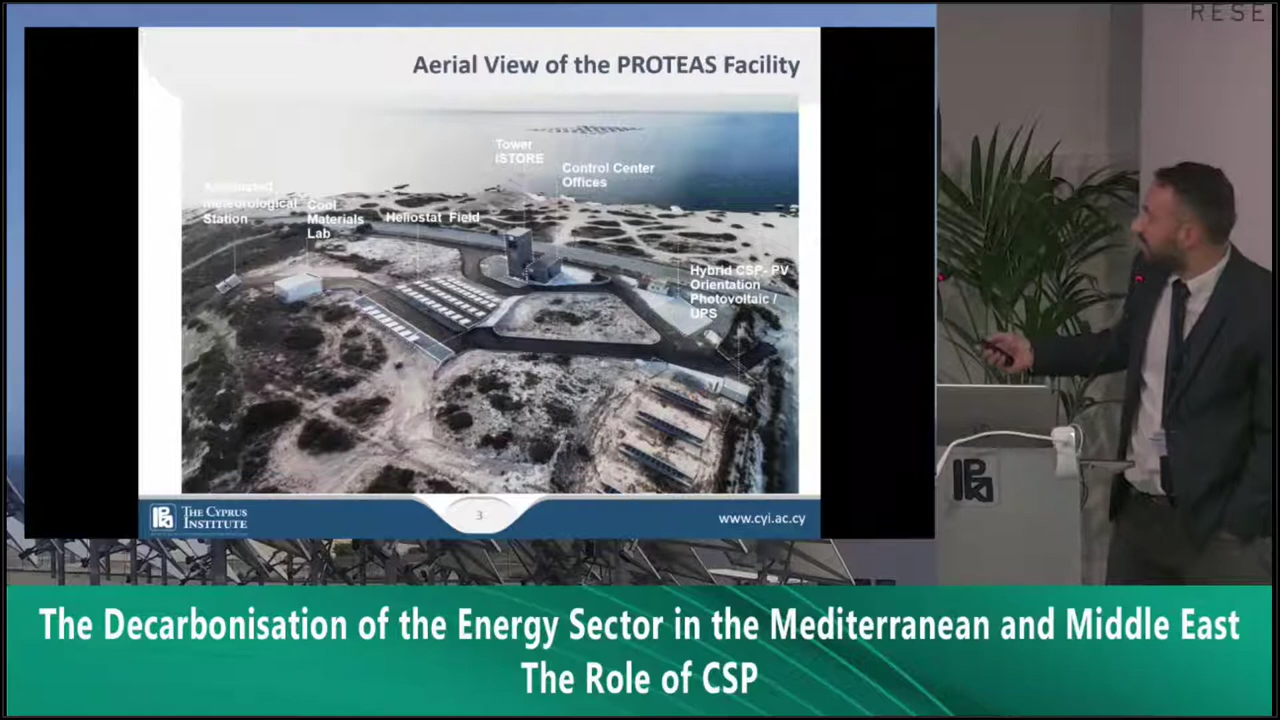 RESE
Aerial View of the PROTEAS Facility
Tower
ISTORE
Control Center
Offices
Automated
meteorological
Station
Cool
Materials
Lab
Heliostat Field
Hybrid CSP- PV
Orientation
Photovoltaic /
UPS
THE CYPRUS
INSTITUTE
3
www.cyi.ac.cy
The Decarbonisation of the Energy Sector in the Mediterranean and Middle East
The Role of CSP